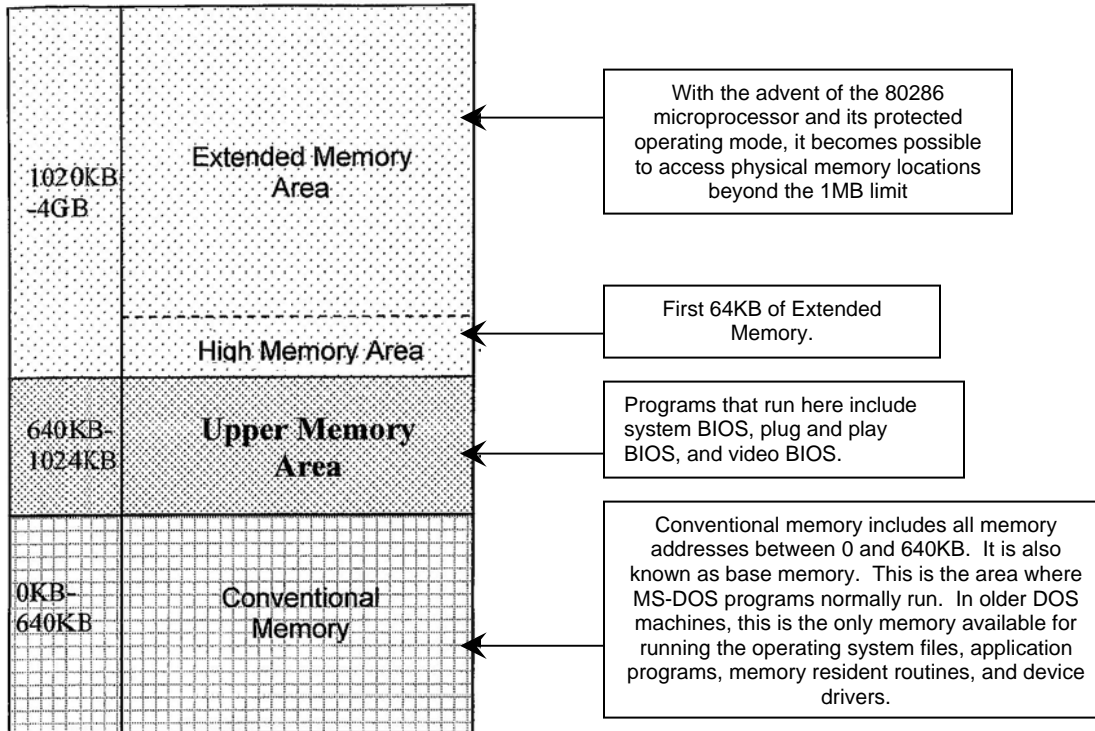 With the advent of the 80286
microprocessor and its protected
operating mode, it becomes possible
to access physical memory locations
beyond the 1MB limit
Extended Memory
Area
1020KB
-4GB
First 64KB of Extended
Memory.
High Memory Area
Programs that run here include
system BIOS, plug and play
BIOS, and video BIOS.
640KB-
1024KB
Upper Memory
Area
Conventional memory includes all memory
addresses between 0 and 640KB. It is also
known as base memory. This is the area where
MS-DOS programs normally run. In older DOS
machines, this is the only memory available for
running the operating system files, application
programs, memory resident routines, and device
drivers.
0KB-
640KB
Conventional
Memory